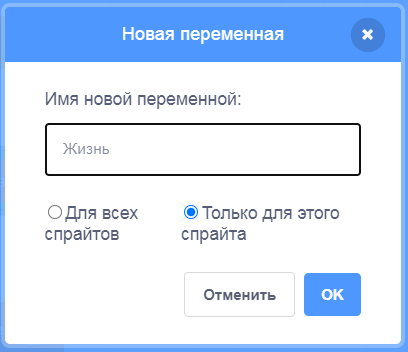 Новая переменная
Имя новой переменной:
Жизнь
Для всех
спрайтов
Только для этого
спрайта
Отменить
OK